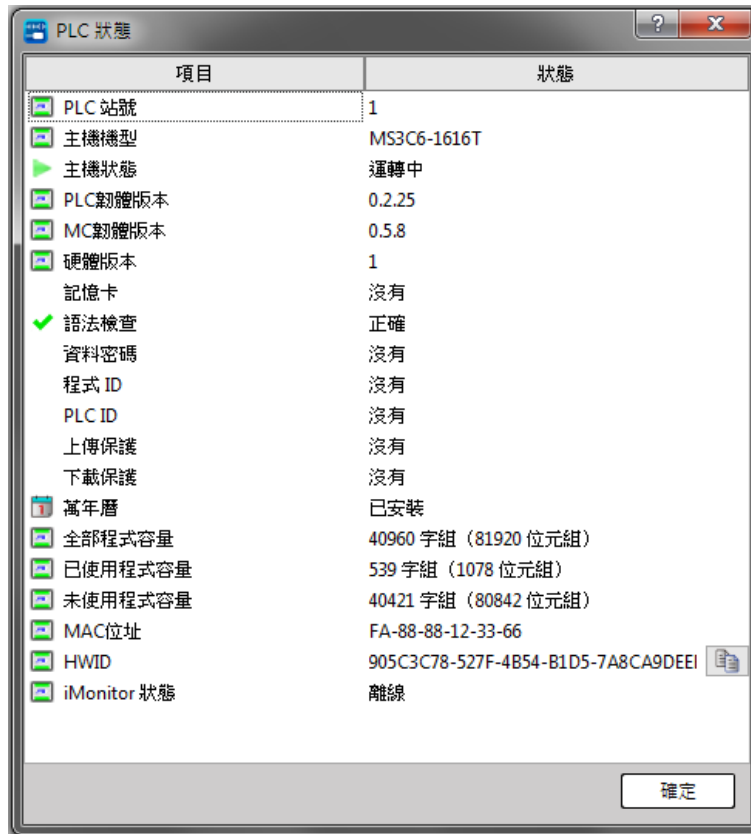 PLC 狀態
項目 狀態
PLC 站號 1
主機機型 MS3C6-1616T
主機狀態 運轉中
PLC韌體版本 0.2.25
MC韌體版本 0.5.8
硬體版本 1
記憶卡 沒有
語法檢查 正確
資料密碼 沒有
程式 ID 沒有
PLC ID 沒有
上傳保護 沒有
下載保護 沒有
萬年曆 已安裝
全部程式容量 40960 字組（81920 位元組）
已使用程式容量 539 字組（1078 位元組）
未使用程式容量 40421 字組（80842 位元組）
MAC位址 FA-88-88-12-33-66
HWID 905C3C78-527F-4B54-B1D5-7A8CA9DEE
iMonitor 狀態 離線
確定